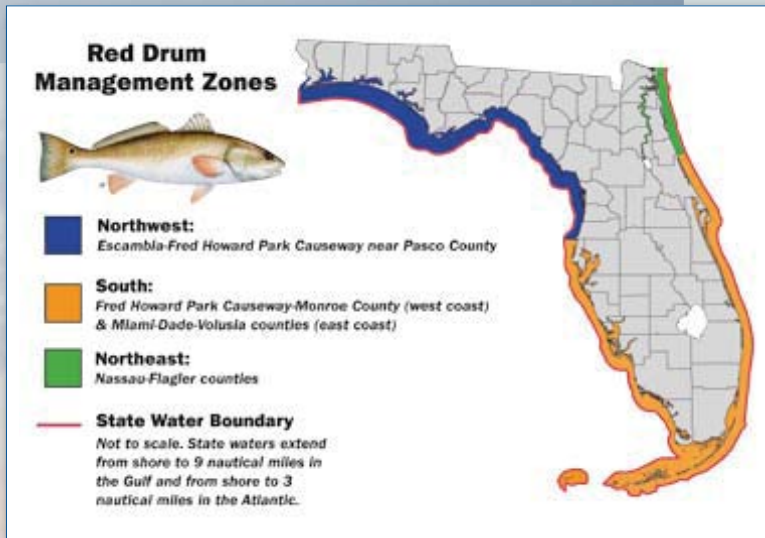 Red Drum
Management Zones
Northwest:
Escambia-Fred Howard Park Causeway near Pasco County
South:
Fred Howard Park Causeway-Monroe County (west coast)
& Miami-Dade-Volusia counties (east coast)
Northeast:
Nassau-Flagler counties
State Water Boundary
Not to scale. State waters extend
from shore to 9 nautical miles in
the Gulf and from shore to 3
nautical miles in the Atlantic.